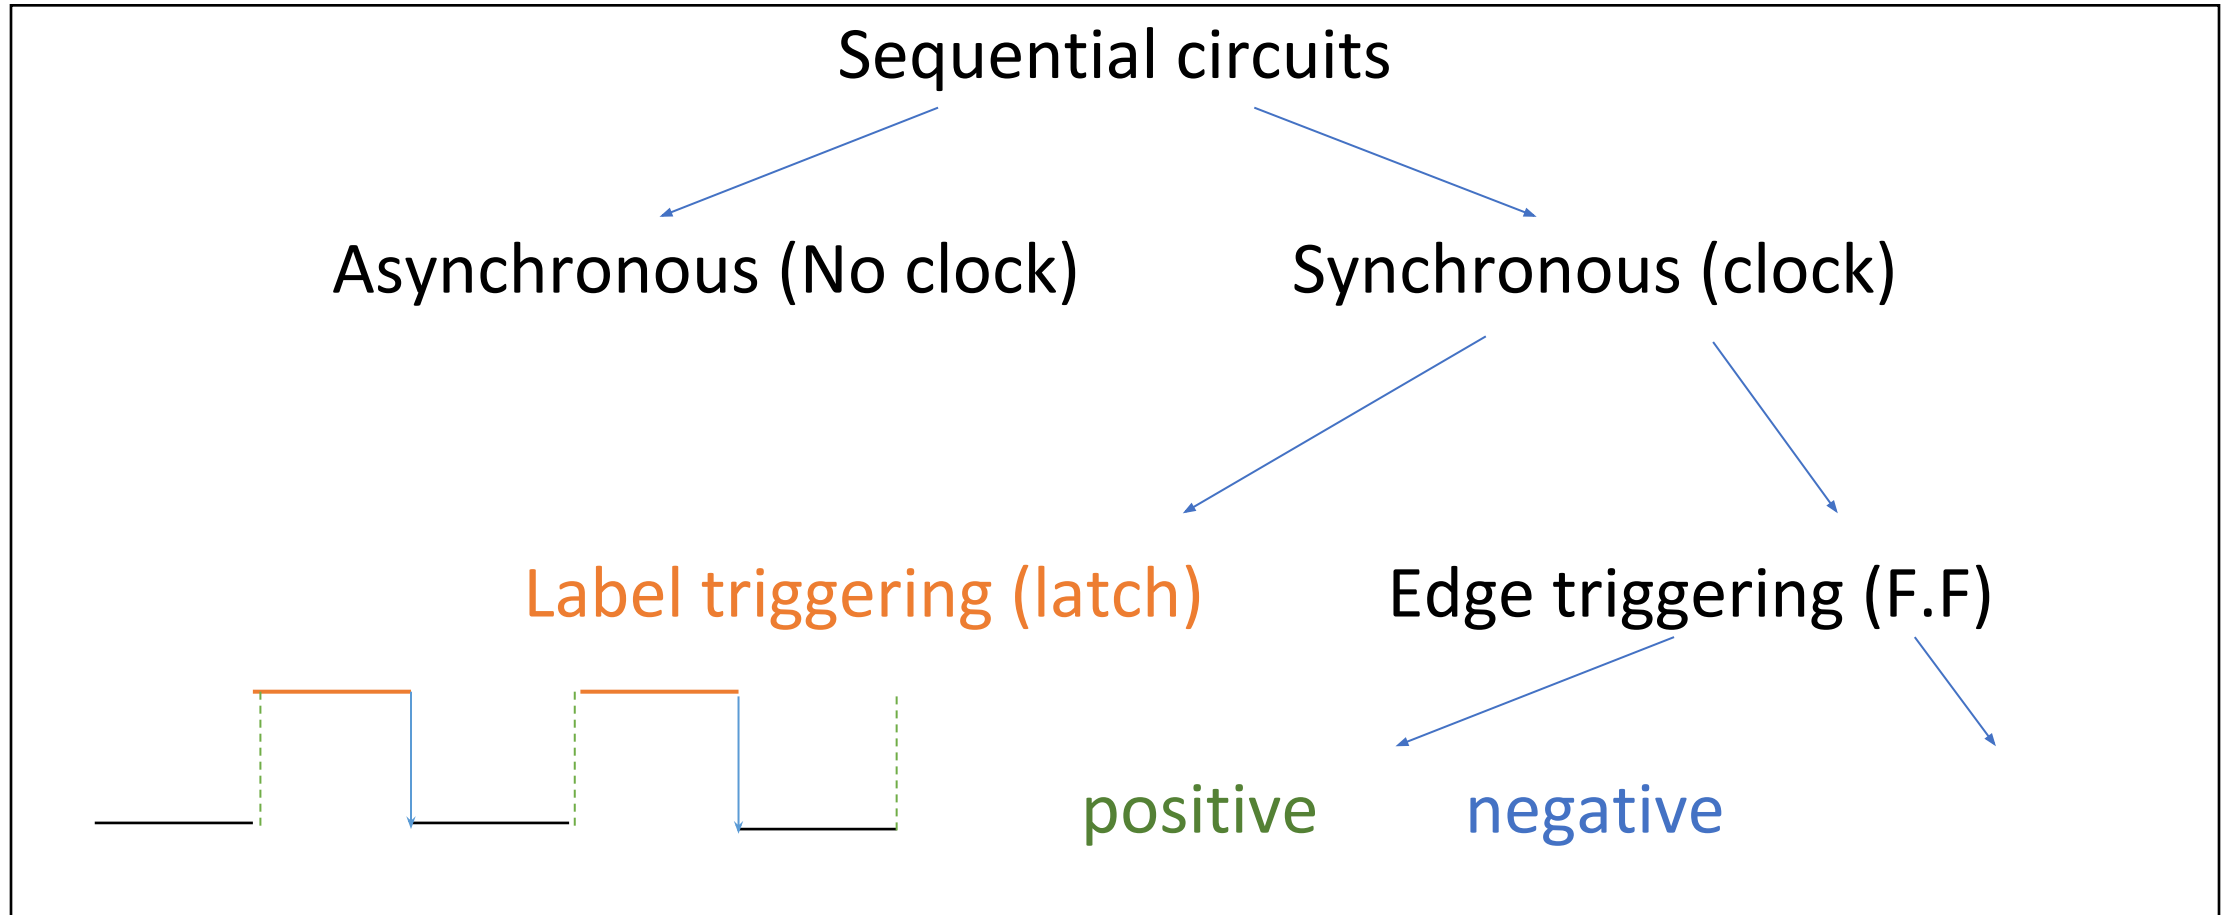 Sequential circuits
Asynchronous (No clock) Synchronous (clock)
Label triggering (latch) Edge triggering (F.F)
positive negative